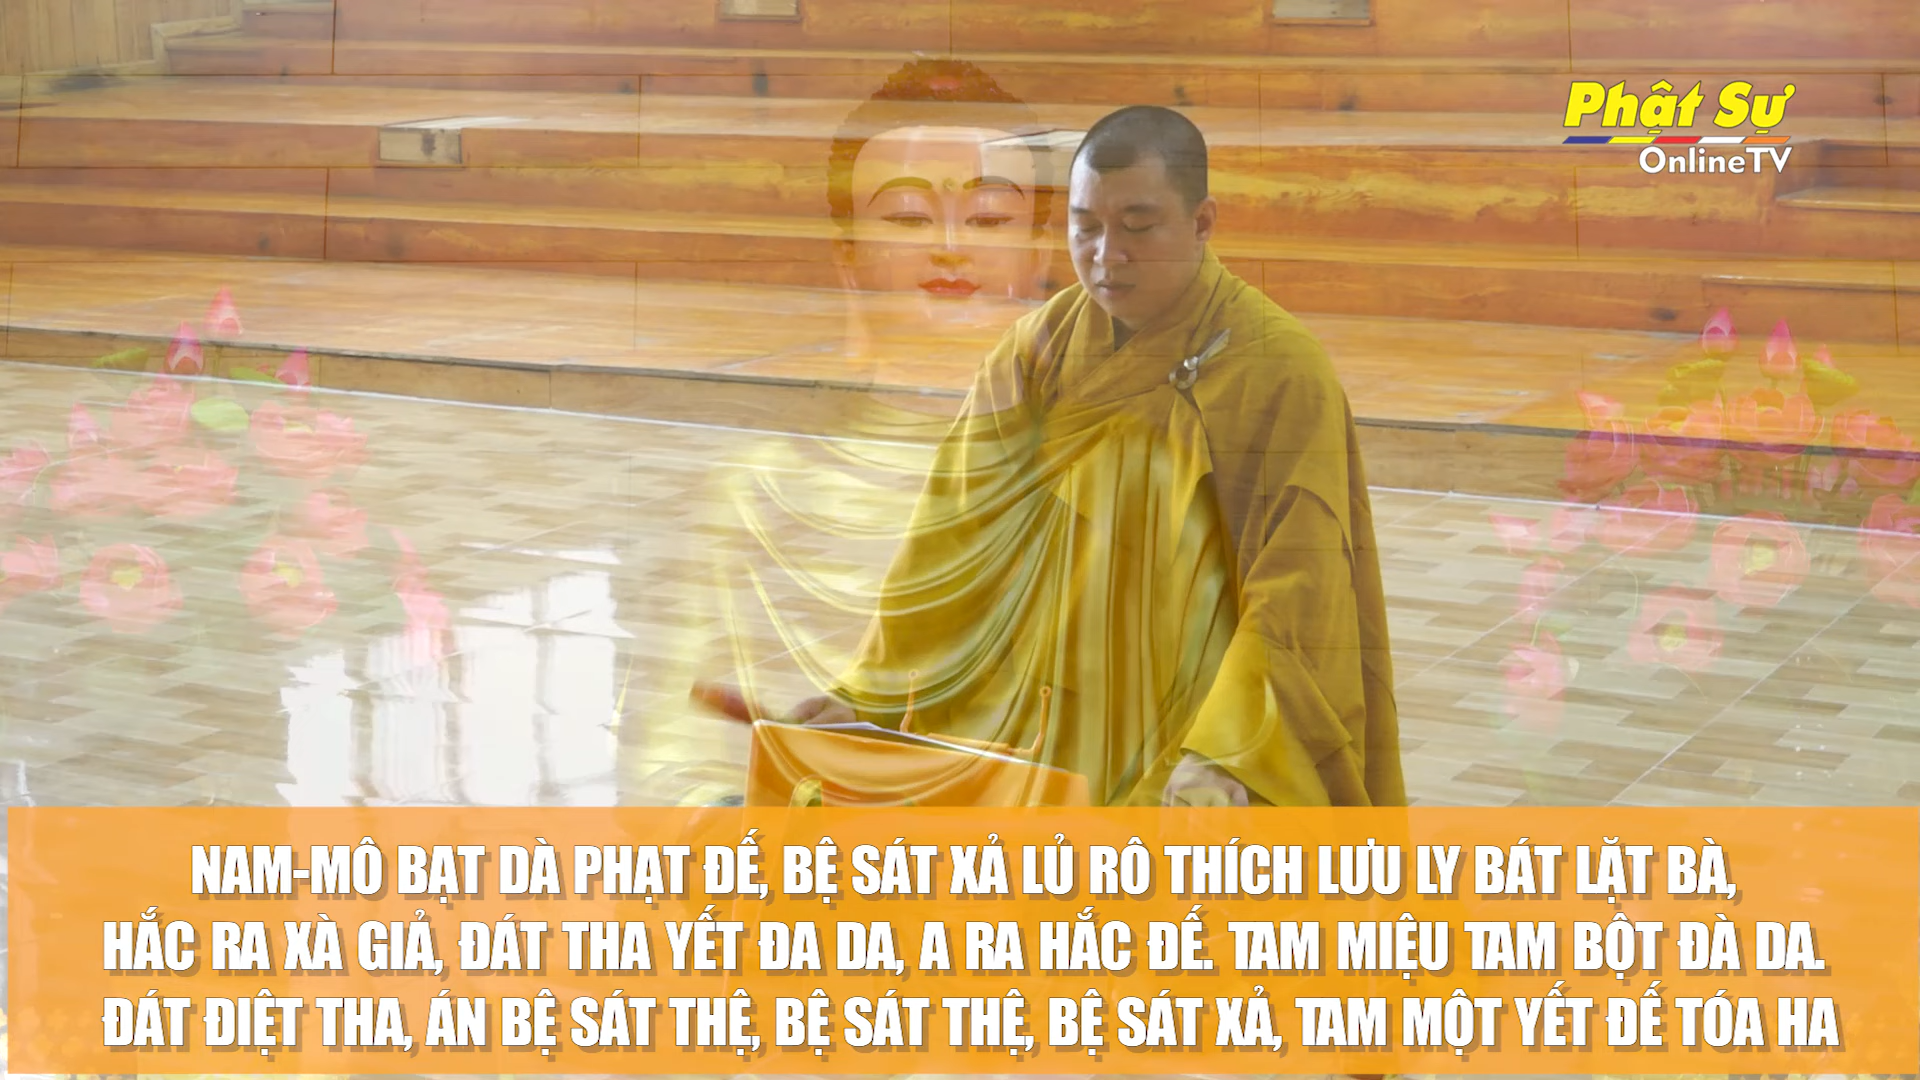 Phật Sự
OnlineTV
NAM-MÔ BẠT DÀ PHẠT ĐẾ, BỆ SÁT XẢ LỦ RÔ THÍCH LƯU LY BÁT LẶT BÀ,
HẮC RA XÀ GIẢ, ĐÁT THA YẾT ĐA DA, A RA HẮC ĐẾ. TAM MIỆU TAM BỘT ĐÀ DA.
ĐÁT ĐIỆT THA, ÁN BỆ SÁT THỆ, BỆ SÁT THỆ, BỆ SÁT XẢ, TAM MỘT YẾT ĐẾ TÓA HA